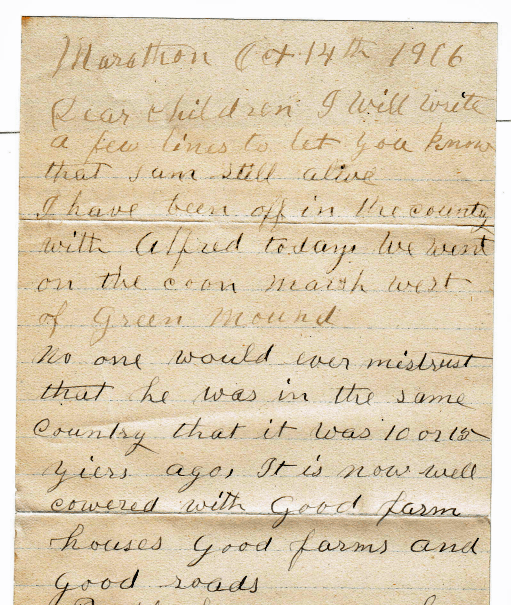 Marathon Oct 14th 1906
Dear Children I will write
a few lines to let you know
that I am still alive
I have been off in the country
with Alfred today we went
on the coon marsh west
of Green Mound
No one would ever mistrust
that he was in the same
Country that it was 10 or 15
yiers ago, It is now well
cowered with Good farm
houses Good farms and
Good roads